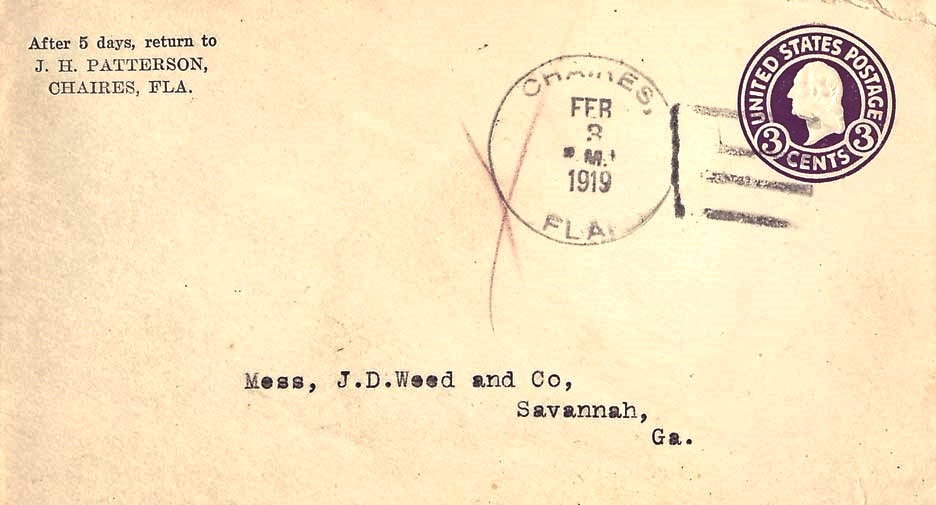 After 5 days, return to
J. H. PATTERSON,
CHAIRES, FLA.
CHAIRES,
FEB
3
M.
1919
FLA.
UNITED STATES POSTAGE
3 CENTS 3
Mess, J.D.Weed and Co,
Savannah,
Ga.